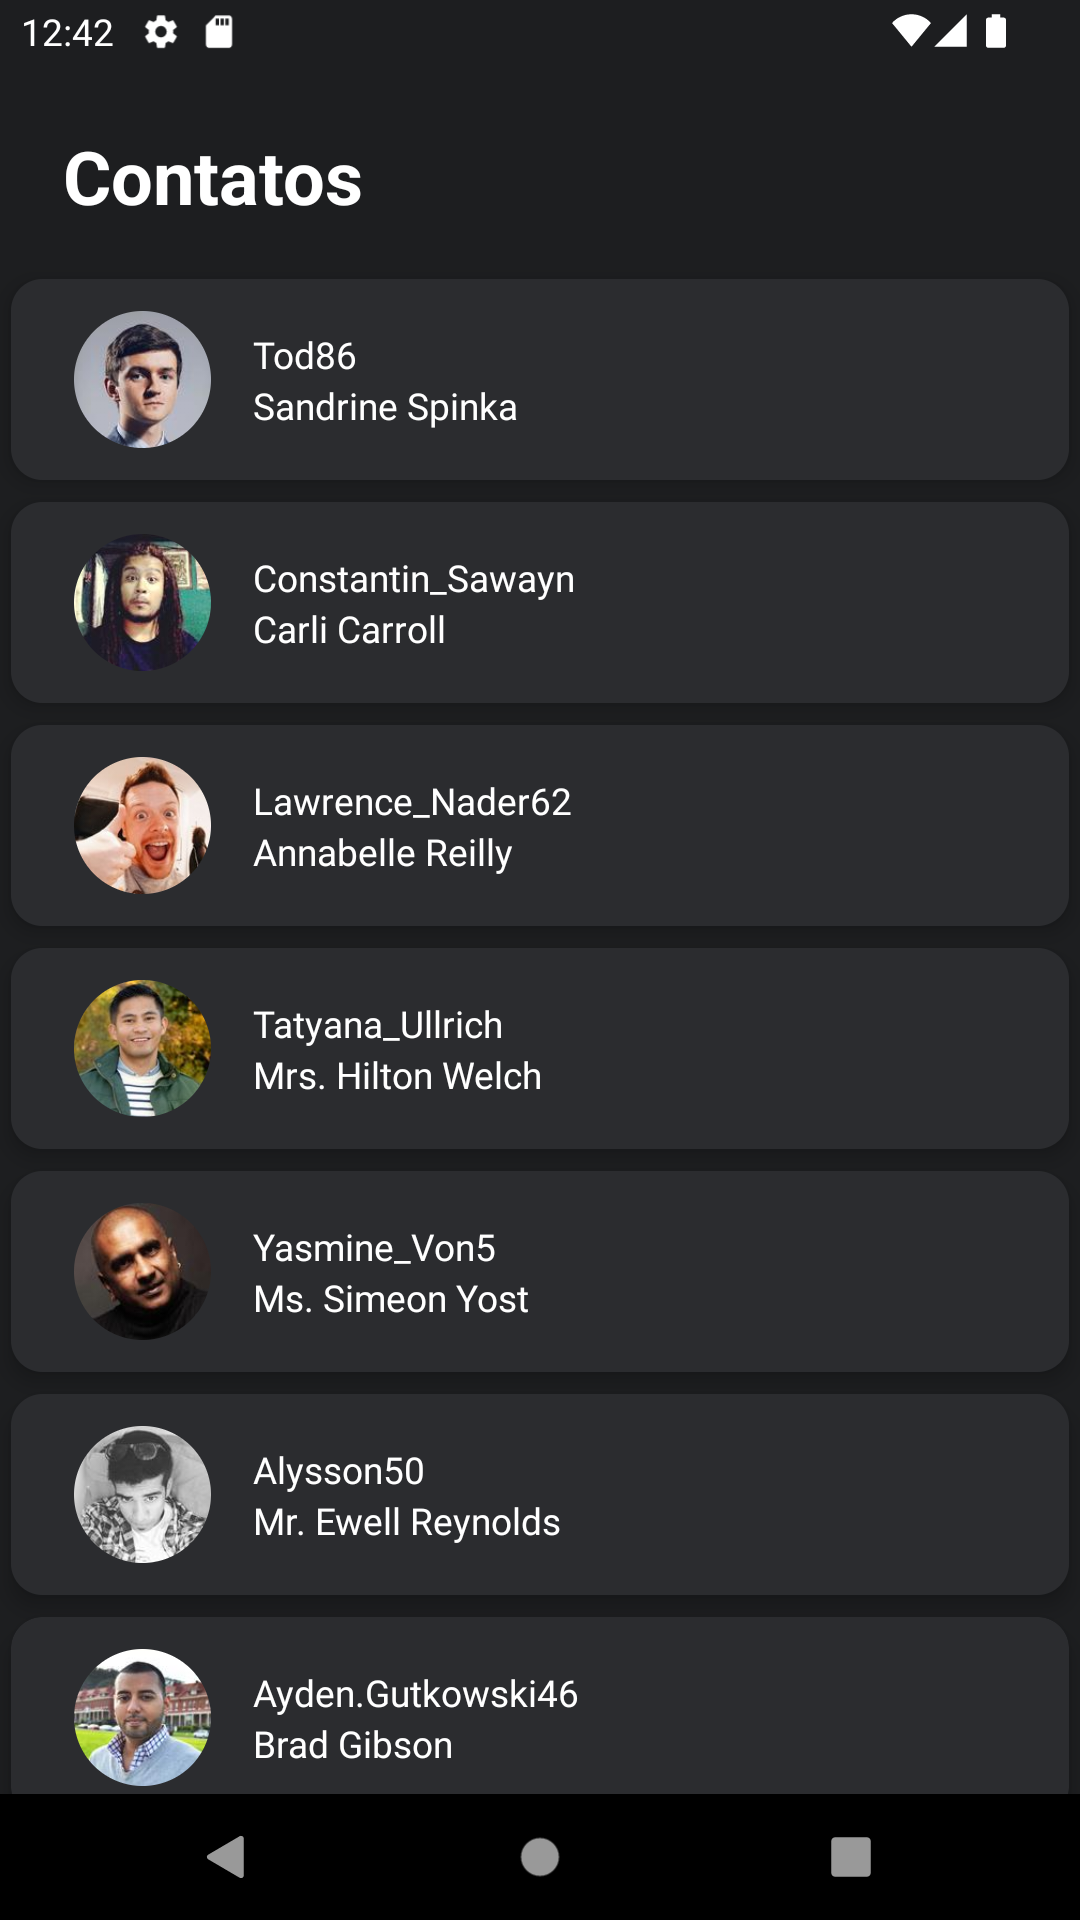 12:42
Contatos
Tod86
Sandrine Spinka
Constantin_Sawayn
Carli Carroll
Lawrence_Nader62
Annabelle Reilly
Tatyana_Ullrich
Mrs. Hilton Welch
Yasmine_Von5
Ms. Simeon Yost
Alysson50
Mr. Ewell Reynolds
Ayden.Gutkowski46
Brad Gibson